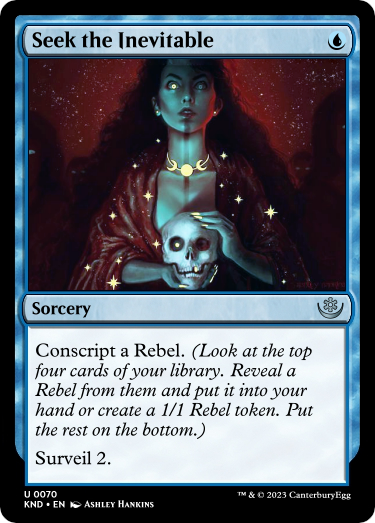 Seek the Inevitable
Sorcery
Conscript a Rebel. (Look at the top
four cards of your library. Reveal a
Rebel from them and put it into your
hand or create a 1/1 Rebel token. Put
the rest on the bottom.)
Surveil 2.
U 0070
KND • EN ASHLEY HANKINS
™ & © 2023 CanterburyEgg